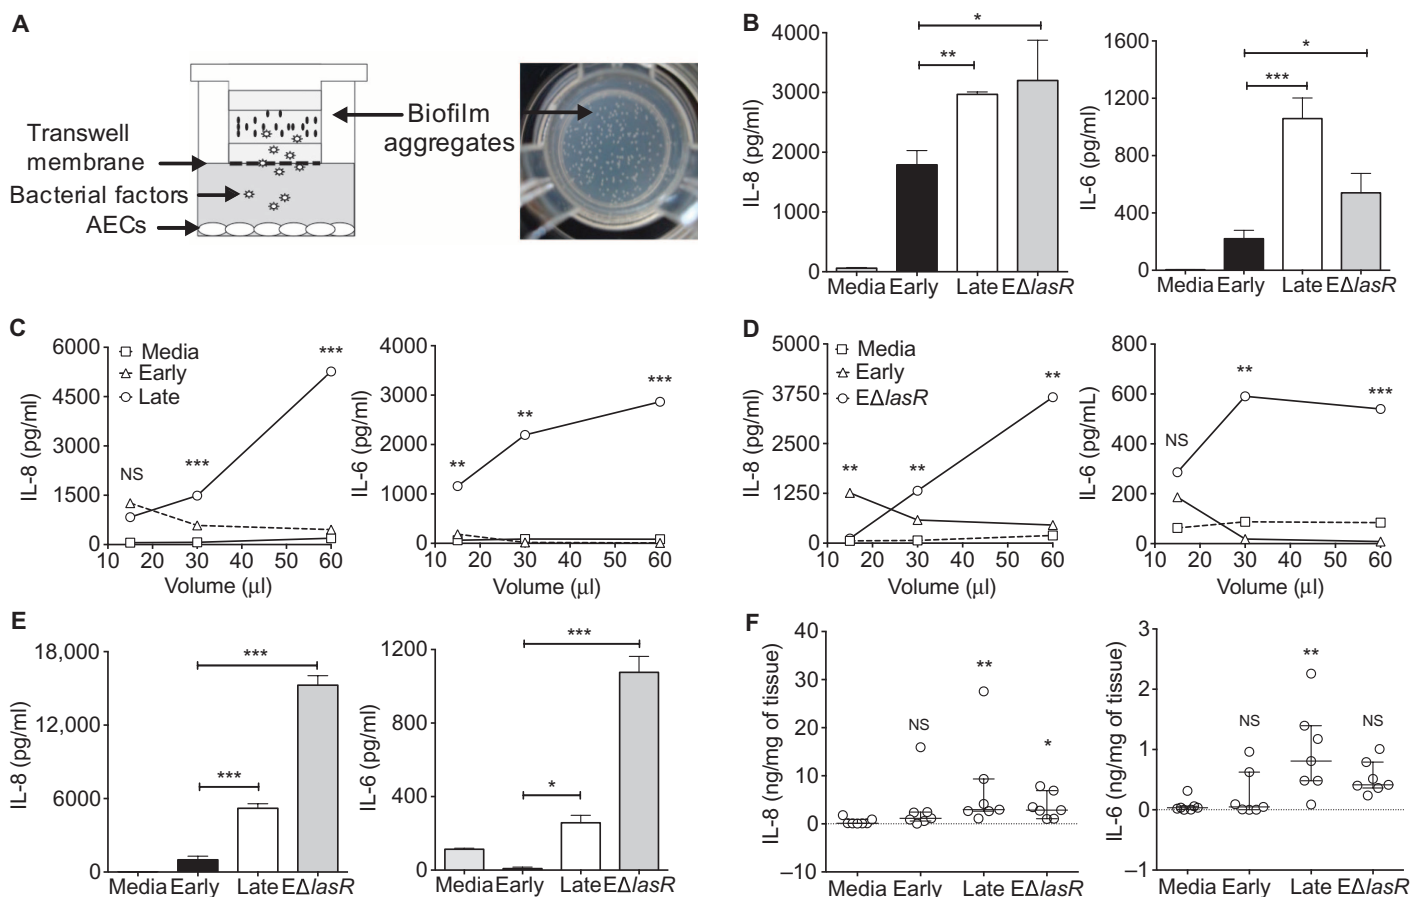 A
Transwell
membrane
Bacterial factors
AECs
Biofilm
aggregates
B
IL-8 (pg/ml)
4000
3000
2000
1000
0
*
**
Media Early Late EΔlasR
IL-6 (pg/ml)
1600
1200
800
400
0
*
***
Media Early Late EΔlasR
C
IL-8 (pg/ml)
6000
4500
3000
1500
0
Media
Early
Late
NS
***
***
10 20 30 40 50 60
Volume (μl)
IL-6 (pg/ml)
4000
3000
2000
1000
0
**
**
***
10 20 30 40 50 60
Volume (μl)
D
IL-8 (pg/ml)
5000
3750
2500
1250
0
Media
Early
EΔlasR
**
**
**
10 20 30 40 50 60
Volume (μl)
IL-6 (pg/mL)
800
600
400
200
0
NS
**
***
10 20 30 40 50 60
Volume (μl)
E
IL-8 (pg/ml)
18,000
12,000
6000
0
***
***
Media Early Late EΔlasR
IL-6 (pg/ml)
1200
800
400
0
***
*
Media Early Late EΔlasR
F
IL-8 (ng/mg of tissue)
40
30
20
10
0
–10
NS
**
*
Media Early Late EΔlasR
IL-6 (ng/mg of tissue)
3
2
1
0
–1
NS
**
NS
Media Early Late EΔlasR